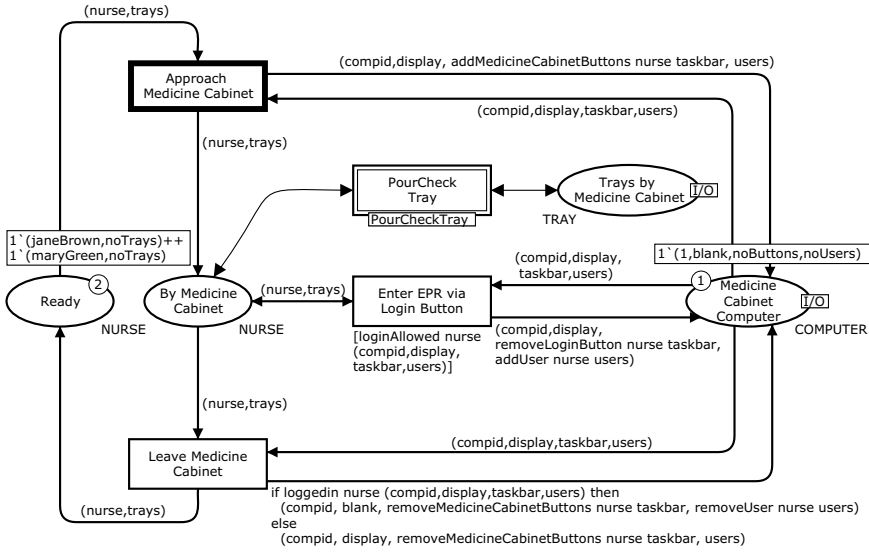 (nurse,trays)
Approach
Medicine Cabinet
(compid,display, addMedicineCabinetButtons nurse taskbar, users)
(compid,display,taskbar,users)
(nurse,trays)
PourCheck
Tray
PourCheckTray
Trays by
Medicine Cabinet
I/O
TRAY
1`(janeBrown,noTrays)++
1`(maryGreen,noTrays)
2
Ready
NURSE
By Medicine
Cabinet
NURSE
(nurse,trays)
Enter EPR via
Login Button
[loginAllowed nurse
(compid,display,
taskbar,users)]
(compid,display,
taskbar,users)
1`(1,blank,noButtons,noUsers)
1
Medicine
Cabinet
Computer
I/O
COMPUTER
(compid,display,
removeLoginButton nurse taskbar,
addUser nurse users)
(nurse,trays)
(compid,display,taskbar,users)
Leave Medicine
Cabinet
(nurse,trays)
if loggedin nurse (compid,display,taskbar,users) then
(compid, blank, removeMedicineCabinetButtons nurse taskbar, removeUser nurse users)
else
(compid, display, removeMedicineCabinetButtons nurse taskbar, users)